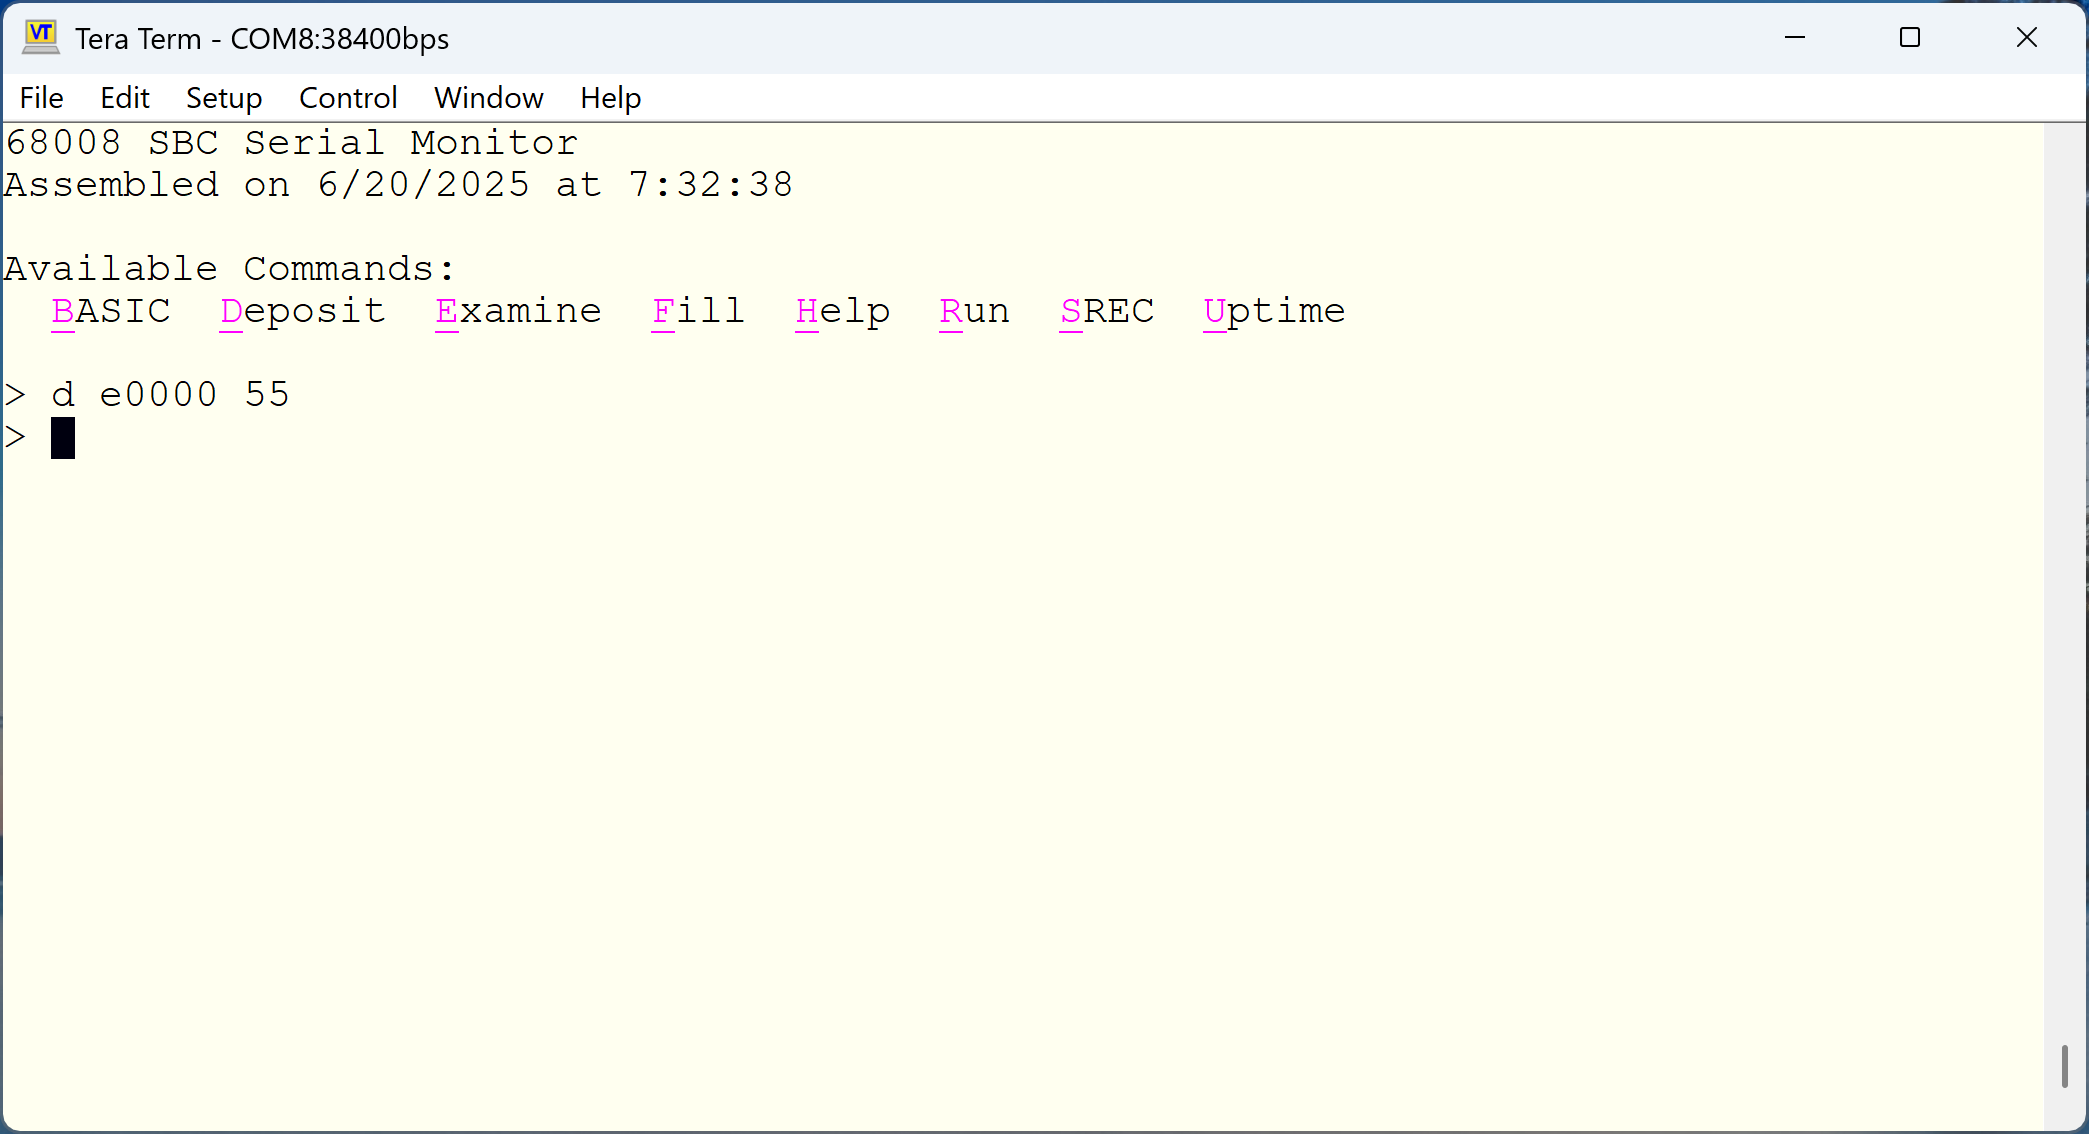 VT Tera Term - COM8:38400bps
File Edit Setup Control Window Help
68008 SBC Serial Monitor
Assembled on 6/20/2025 at 7:32:38
Available Commands:
BASIC Deposit Examine Fill Help Run SREC Uptime
> d e0000 55
>